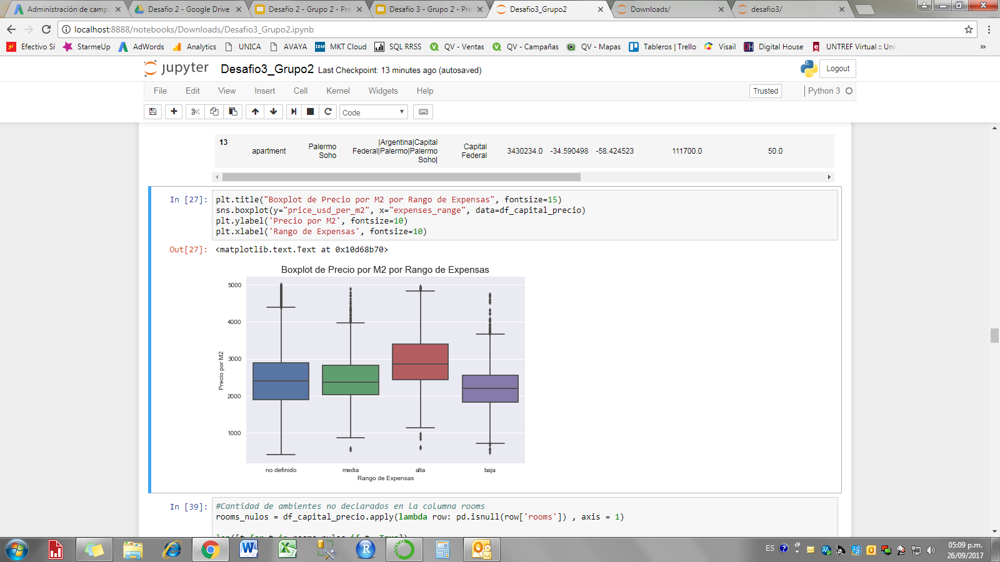 Administración de camp
Desafio 2 - Google Drive
Desafio 2 - Grupo 2 - Pre
Desafio 3 - Grupo 2 - Pre
Desafio3_Grupo2
Downloads/
desafio3/
localhost:8888/notebooks/Downloads/Desafio3_Grupo2.ipynb
Efectivo Sí
StarmeUp
AdWords
Analytics
UNICA
AVAYA
IBM
MKT Cloud
SQL RRSS
QV - Ventas
QV - Campañas
QV - Mapas
Tableros | Trello
Visail
DH
Digital House
UNTREF Virtual :: Uni
»
jupyter
Desafio3_Grupo2
Last Checkpoint: 13 minutes ago (autosaved)
Logout
File
Edit
View
Insert
Cell
Kernel
Widgets
Help
Trusted
Python 3
Code
13
apartment
Palermo
Soho
|Argentina|Capital
Federal|Palermo|Palermo
Soho|
Capital
Federal
3430234.0
-34.590498
-58.424523
111700.0
50.0
In [27]:
plt.title("Boxplot de Precio por M2 por Rango de Expensas", fontsize=15)
sns.boxplot(y="price_usd_per_m2", x="expenses_range", data=df_capital_precio)
plt.ylabel('Precio por M2', fontsize=10)
plt.xlabel('Rango de Expensas', fontsize=10)
Out[27]:
<matplotlib.text.Text at 0x10d68b70>
Boxplot de Precio por M2 por Rango de Expensas
5000
4000
3000
2000
1000
Precio por M2
no definido
media
alta
baja
Rango de Expensas
In [39]:
#Cantidad de ambientes no declarados en la columna rooms
rooms_nulos = df_capital_precio.apply(lambda row: pd.isnull(row['rooms']) , axis = 1)
ES
05:09 p.m.
26/09/2017